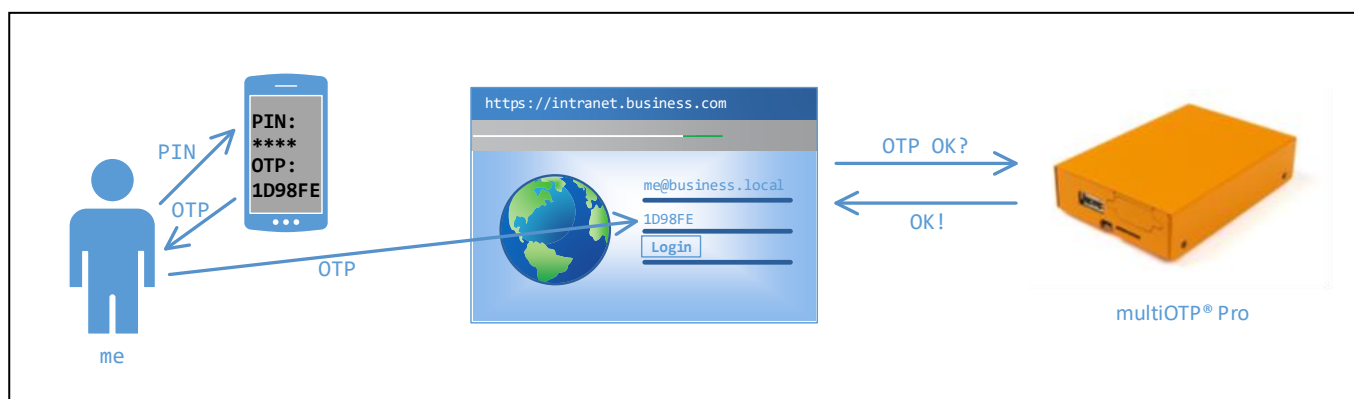 PIN
OTP
me
PIN:
****
OTP:
1D98FE
OTP
https://intranet.business.com
me@business.local
1D98FE
Login
OTP OK?
OK!
multiOTP® Pro